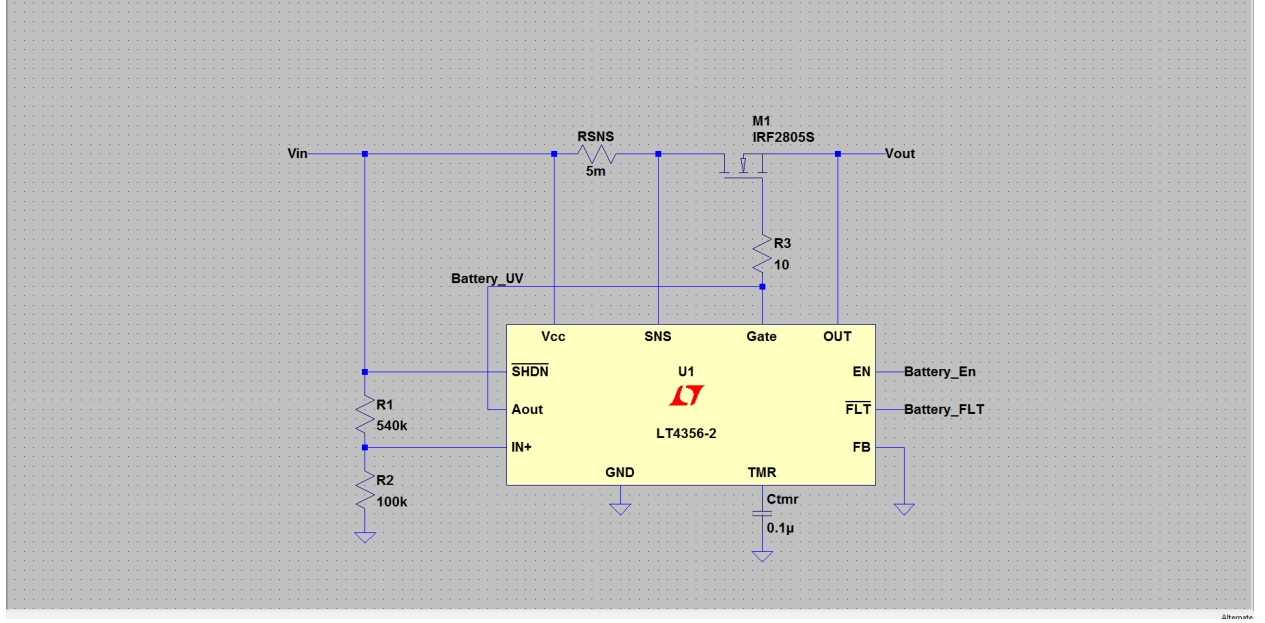 M1
IRF2805S
RSNS
Vin
Vout
5m
R3
10
Battery_UV
Vcc
SNS
Gate
OUT
SHDN
U1
EN
Battery_En
R1
540k
Aout
FLT
Battery_FLT
LT4356-2
IN+
FB
R2
100k
GND
TMR
Ctmr
0.1µ
Alternate